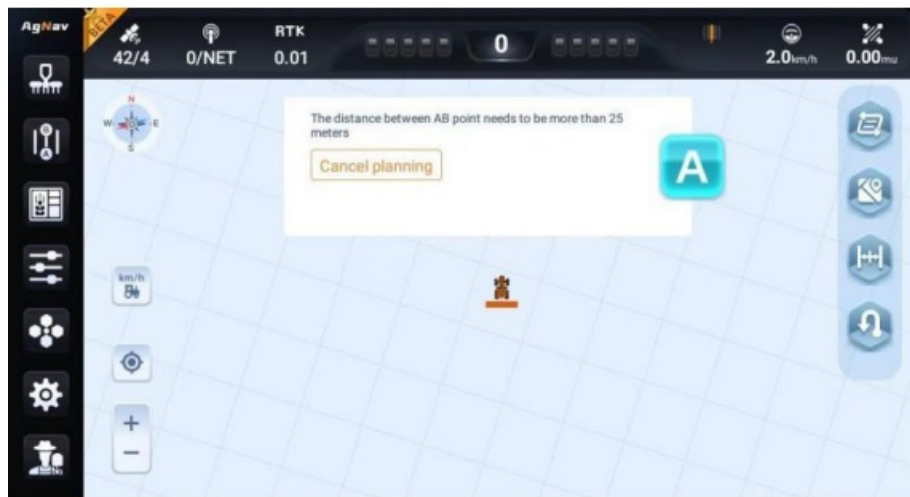 AgNav
BETA
42/4
0/NET
RTK
0.01
0
2.0km/h
0.00mu
N
W
E
S
The distance between AB point needs to be more than 25
meters
Cancel planning
A
B
A
km/h
+
−